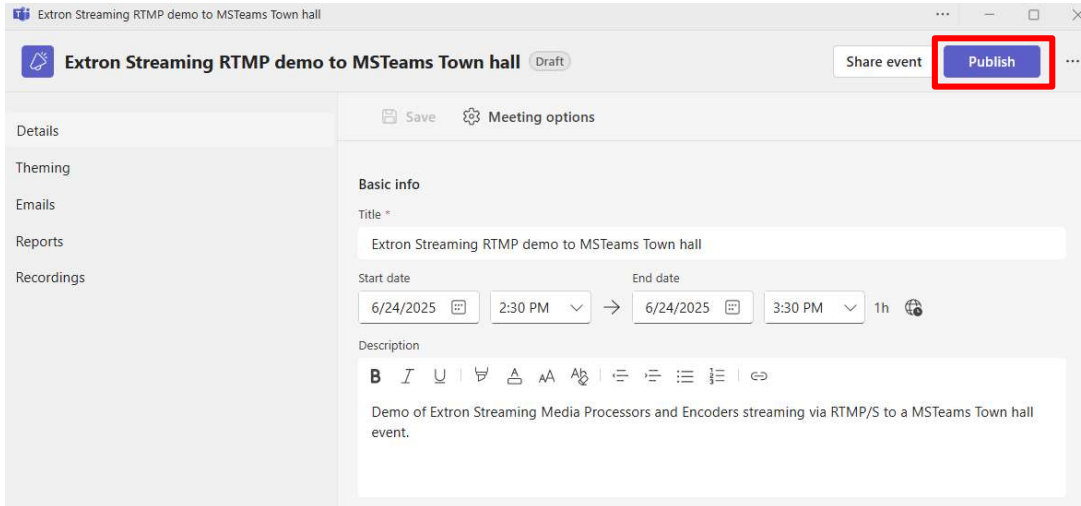 Extron Streaming RTMP demo to MSTeams Town hall
Extron Streaming RTMP demo to MSTeams Town hall Draft Share event Publish
Save Meeting options
Details
Theming
Emails
Reports
Recordings
Basic info
Title *
Extron Streaming RTMP demo to MSTeams Town hall
Start date End date
6/24/2025 2:30 PM → 6/24/2025 3:30 PM 1h
Description
B I U A AA Ab
Demo of Extron Streaming Media Processors and Encoders streaming via RTMP/S to a MSTeams Town hall
event.